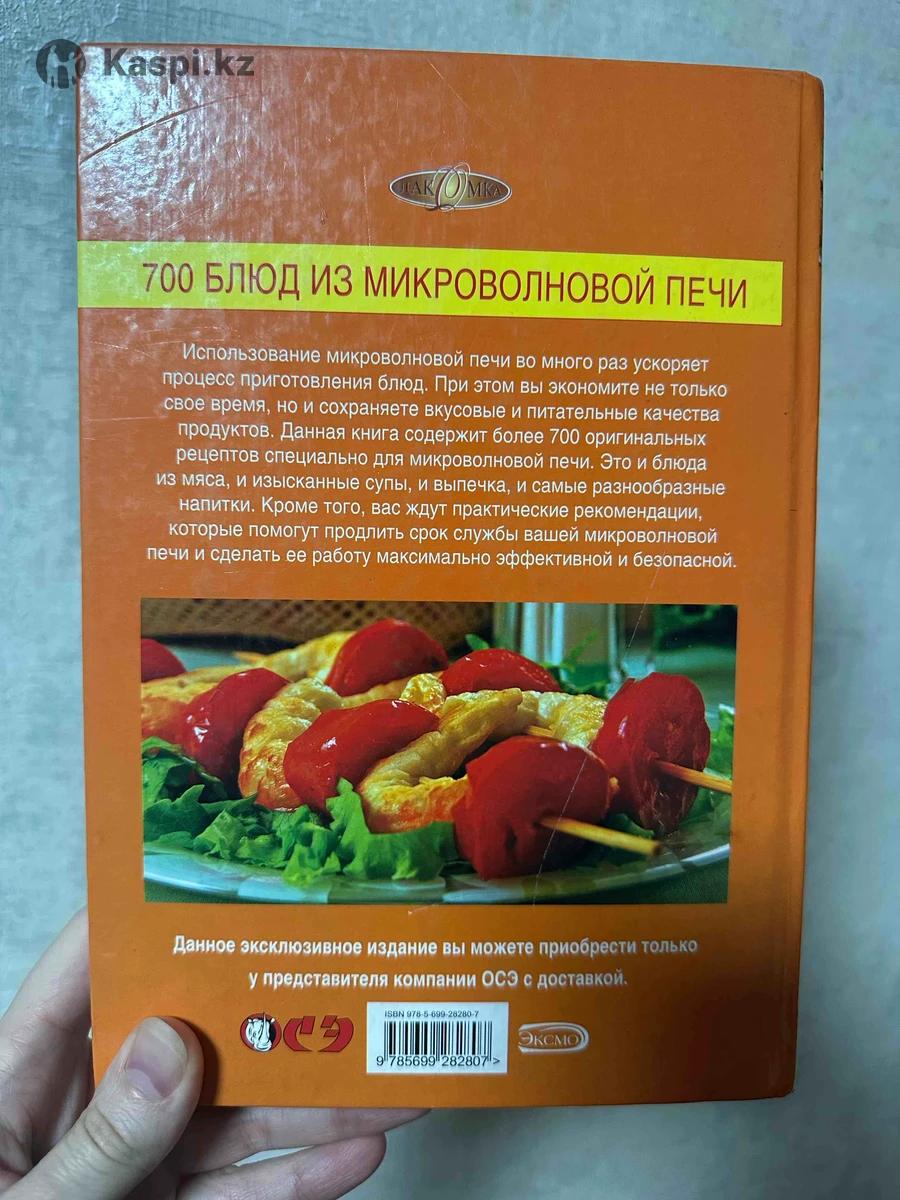 Kaspi.kz
ЛАКОМКА
700 БЛЮД ИЗ МИКРОВОЛНОВОЙ ПЕЧИ
Использование микроволновой печи во много раз ускоряет
процесс приготовления блюд. При этом вы экономите не только
свое время, но и сохраняете вкусовые и питательные качества
продуктов. Данная книга содержит более 700 оригинальных
рецептов специально для микроволновой печи. Это и блюда
из мяса, и изысканные супы, и выпечка, и самые разнообразные
напитки. Кроме того, вас ждут практические рекомендации,
которые помогут продлить срок службы вашей микроволновой
печи и сделать ее работу максимально эффективной и безопасной.
Данное эксклюзивное издание вы можете приобрести только
у представителя компании ОСЭ с доставкой.
ОСЭ
ISBN 978-5-699-28280-7
9 785699 282807 >
ЭКСМО